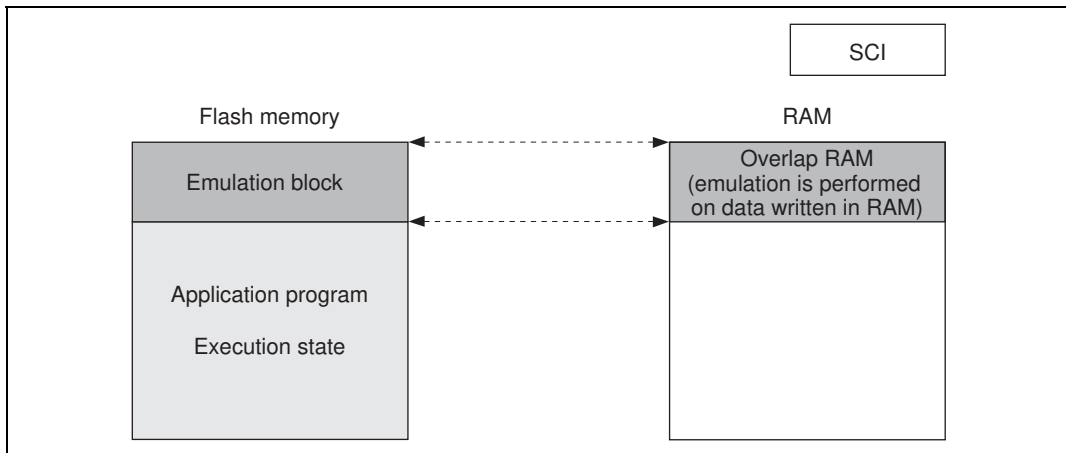 SCI
Flash memory
RAM
Emulation block
Overlap RAM
(emulation is performed
on data written in RAM)
Application program
Execution state